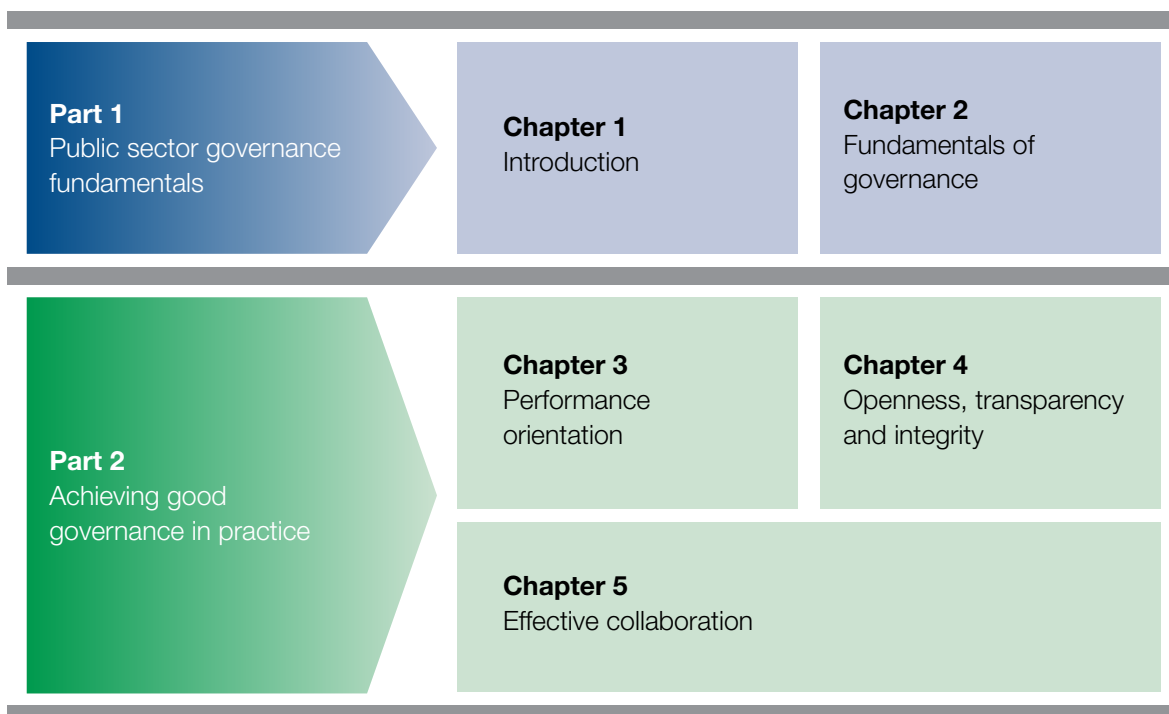 Part 1
Public sector governance
fundamentals
Chapter 1
Introduction
Chapter 2
Fundamentals of
governance
Part 2
Achieving good
governance in practice
Chapter 3
Performance
orientation
Chapter 4
Openness, transparency
and integrity
Chapter 5
Effective collaboration